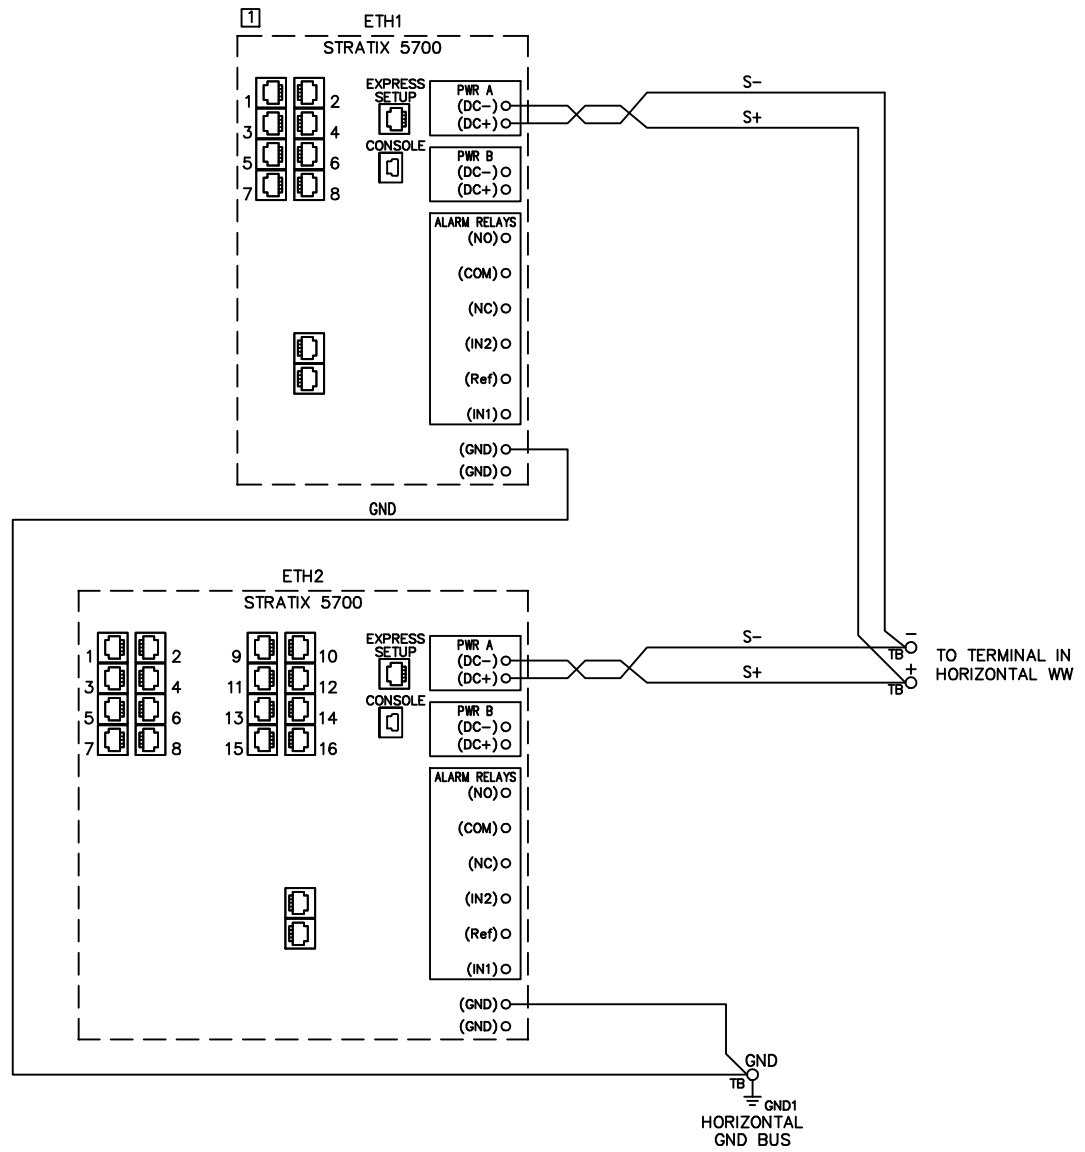 1
ETH1
STRATIX 5700
EXPRESS
SETUP
CONSOLE
1 2
3 4
5 6
7 8
PWR A
(DC-)
(DC+)
PWR B
(DC-)
(DC+)
ALARM RELAYS
(NO)
(COM)
(NC)
(IN2)
(Ref)
(IN1)
(GND)
(GND)
S-
S+
GND
ETH2
STRATIX 5700
EXPRESS
SETUP
CONSOLE
1 2 9 10
3 4 11 12
5 6 13 14
7 8 15 16
PWR A
(DC-)
(DC+)
PWR B
(DC-)
(DC+)
ALARM RELAYS
(NO)
(COM)
(NC)
(IN2)
(Ref)
(IN1)
(GND)
(GND)
S-
S+
-
TB
+
TB
TO TERMINAL IN
HORIZONTAL WW
GND
TB
GND1
HORIZONTAL
GND BUS